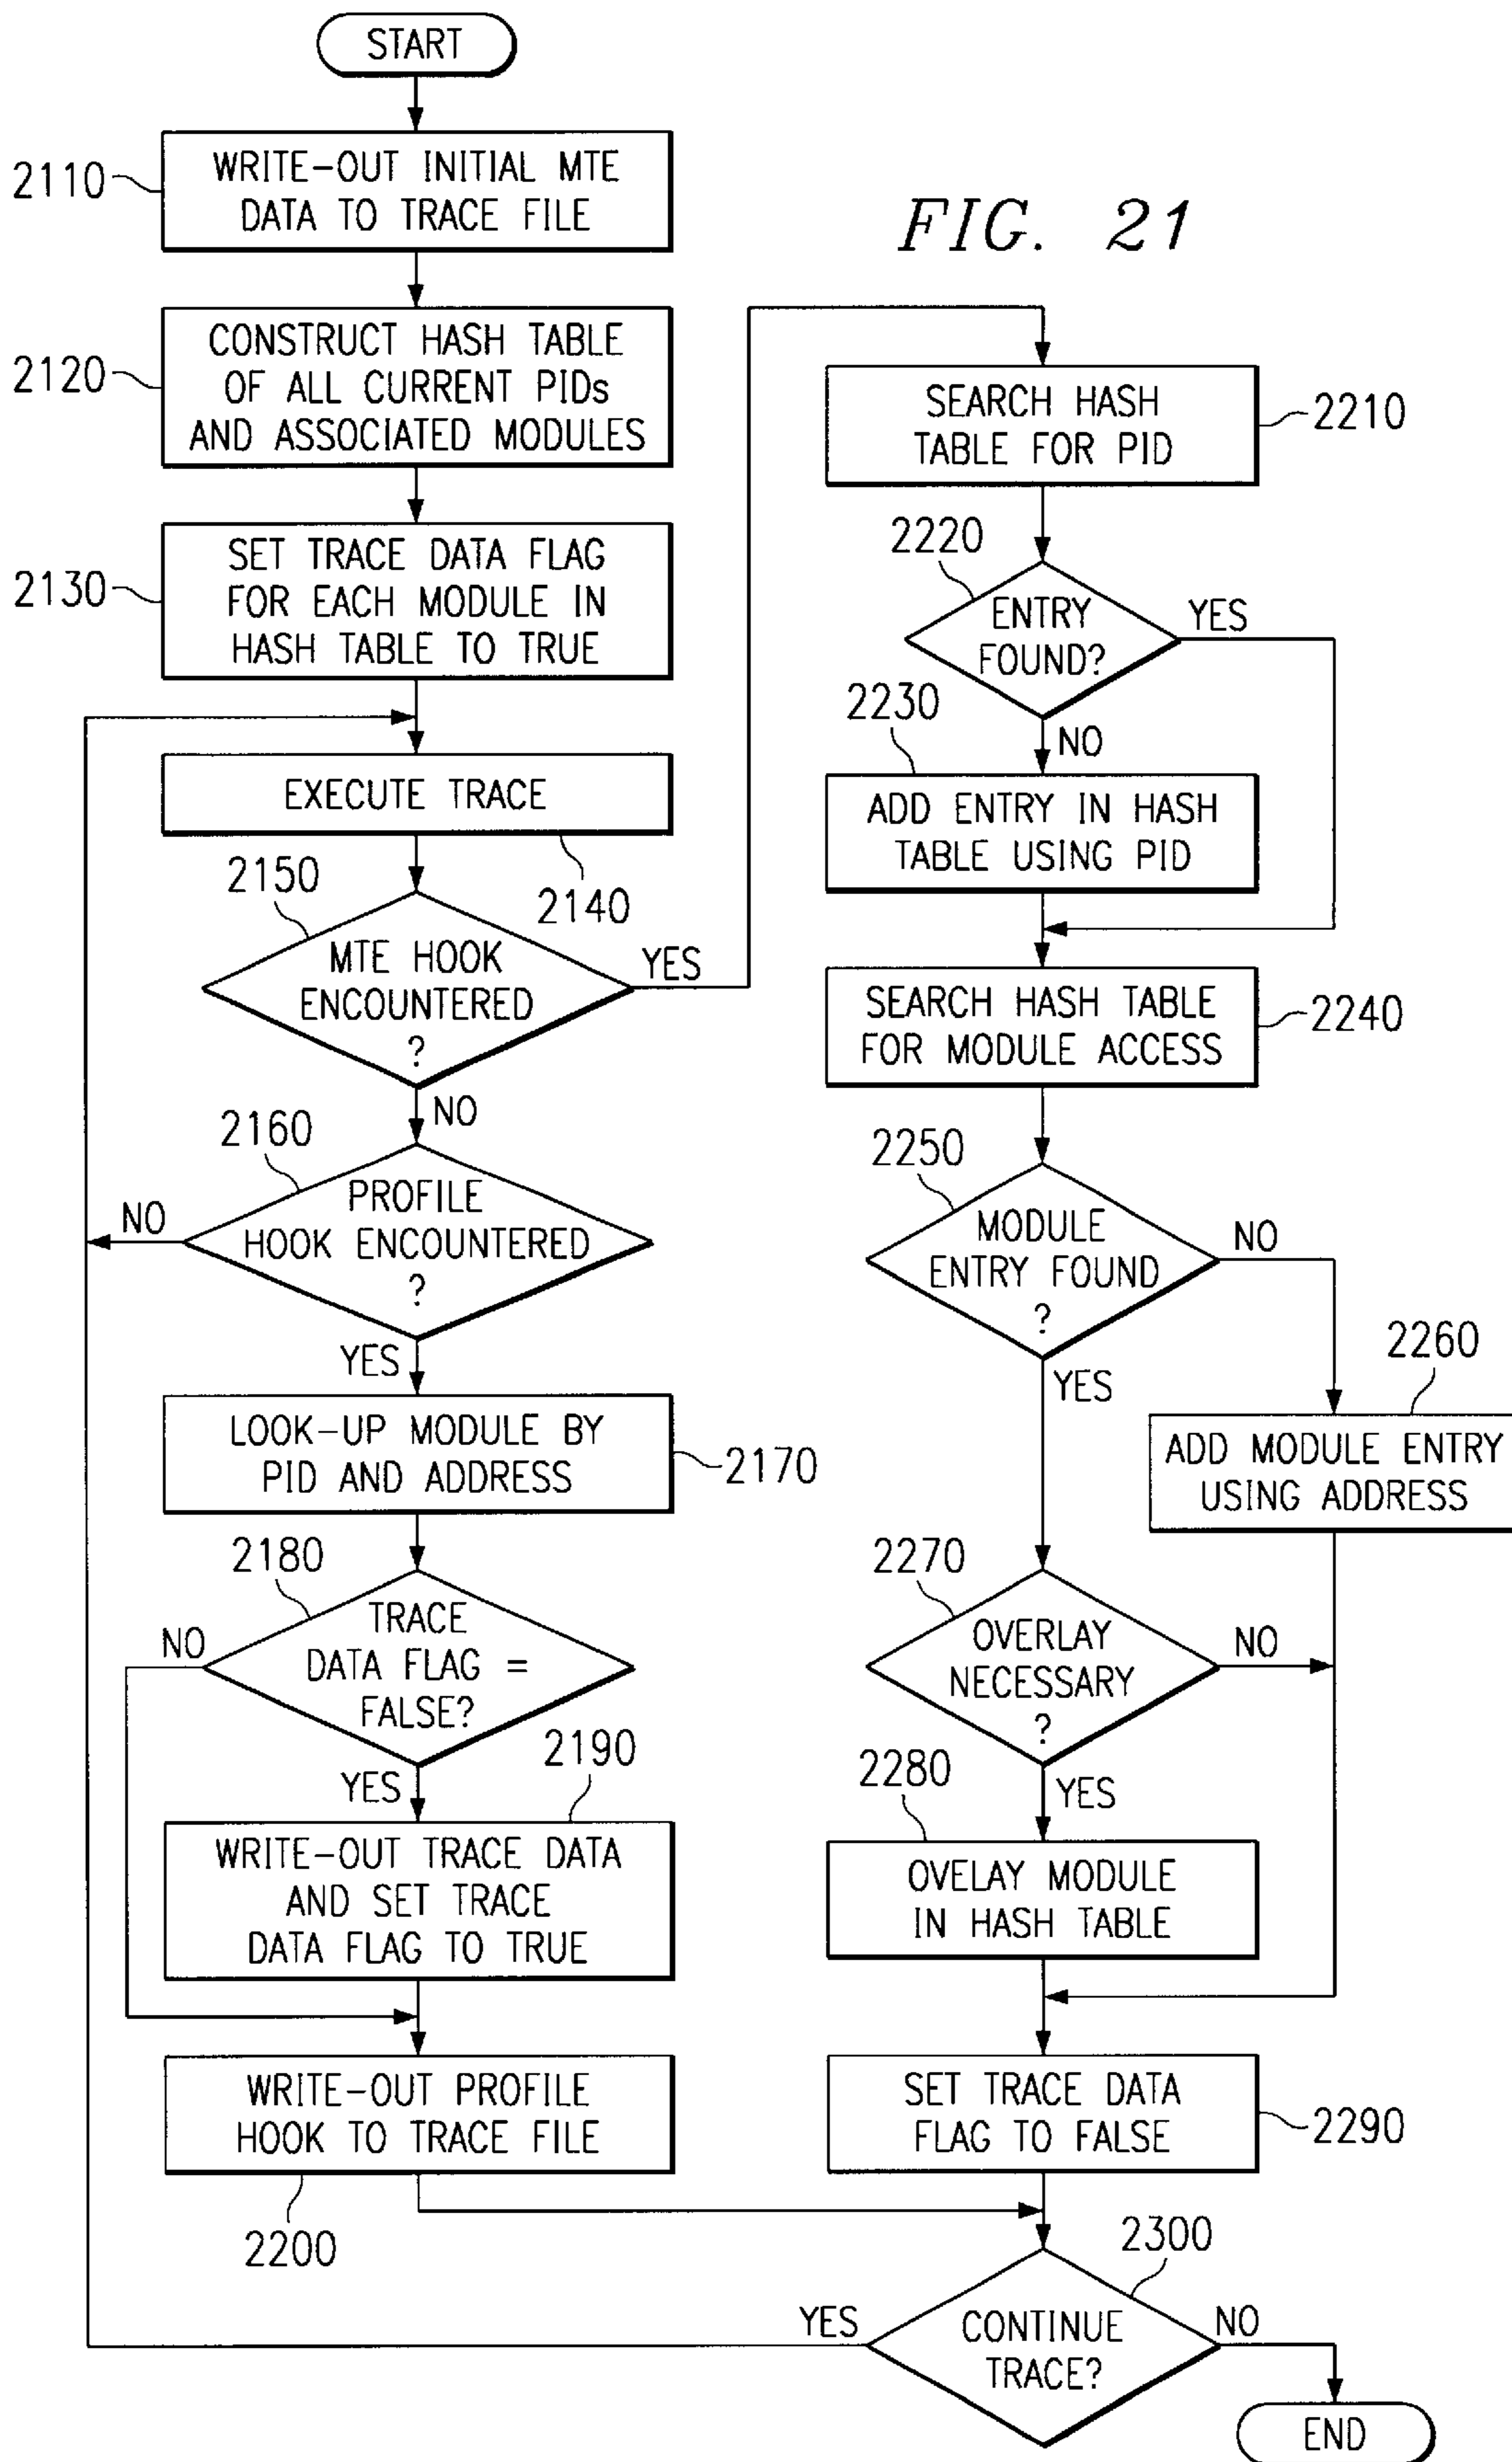 START
2110
WRITE-OUT INITIAL MTE
DATA TO TRACE FILE
FIG. 21
2120
CONSTRUCT HASH TABLE
OF ALL CURRENT PIDs
AND ASSOCIATED MODULES
2130
SET TRACE DATA FLAG
FOR EACH MODULE IN
HASH TABLE TO TRUE
EXECUTE TRACE
2140
2150
MTE HOOK
ENCOUNTERED
?
YES
NO
2160
PROFILE
HOOK ENCOUNTERED
?
NO
YES
LOOK-UP MODULE BY
PID AND ADDRESS
2170
2180
TRACE
DATA FLAG =
FALSE?
NO
YES
2190
WRITE-OUT TRACE DATA
AND SET TRACE
DATA FLAG TO TRUE
WRITE-OUT PROFILE
HOOK TO TRACE FILE
2200
SEARCH HASH
TABLE FOR PID
2210
2220
ENTRY
FOUND?
YES
NO
2230
ADD ENTRY IN HASH
TABLE USING PID
SEARCH HASH TABLE
FOR MODULE ACCESS
2240
2250
MODULE
ENTRY FOUND
?
NO
YES
2260
ADD MODULE ENTRY
USING ADDRESS
2270
OVERLAY
NECESSARY
?
NO
YES
2280
OVELAY MODULE
IN HASH TABLE
SET TRACE DATA
FLAG TO FALSE
2290
2300
CONTINUE
TRACE?
YES
NO
END